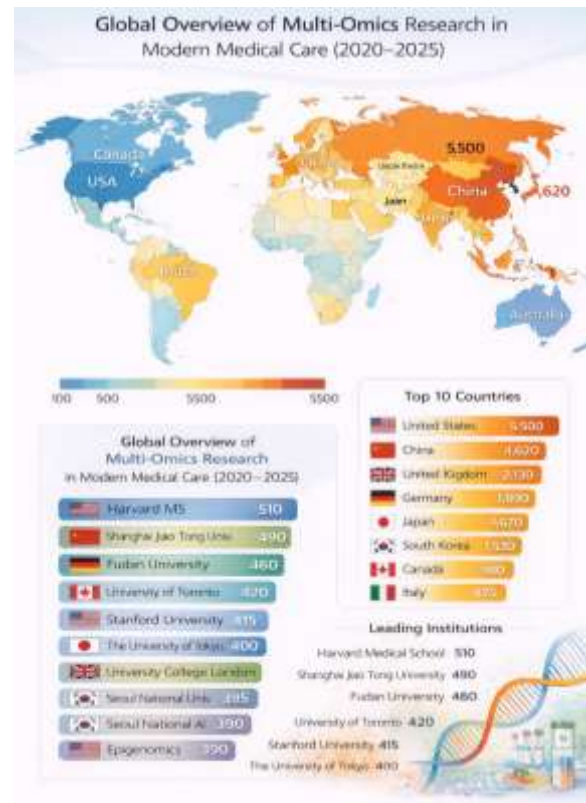 Global Overview of Multi-Omics Research in
Modern Medical Care (2020–2025)
Canada
USA
5,500
China
,620
Brazil
Australia
500
5500
5500
Top 10 Countries
United States 5,500
China 4,620
United Kingdom 2,130
Germany
Japan
South Korea
Canada
Italy
Global Overview of
Multi-Omics Research
in Modern Medical Care (2020–2025)
Harvard MS 510
Shanghai Jiao Tong Univ 490
Fudan University 460
University of Toronto 420
Stanford University 415
The University of Tokyo 400
University College London
Seoul National Univ 395
Seoul National AI 390
Epigenomics 390
Leading Institutions
Harvard Medical School 510
Shanghai Jiao Tong University 490
Fudan University 460
University of Toronto 420
Stanford University 415
The University of Tokyo 400